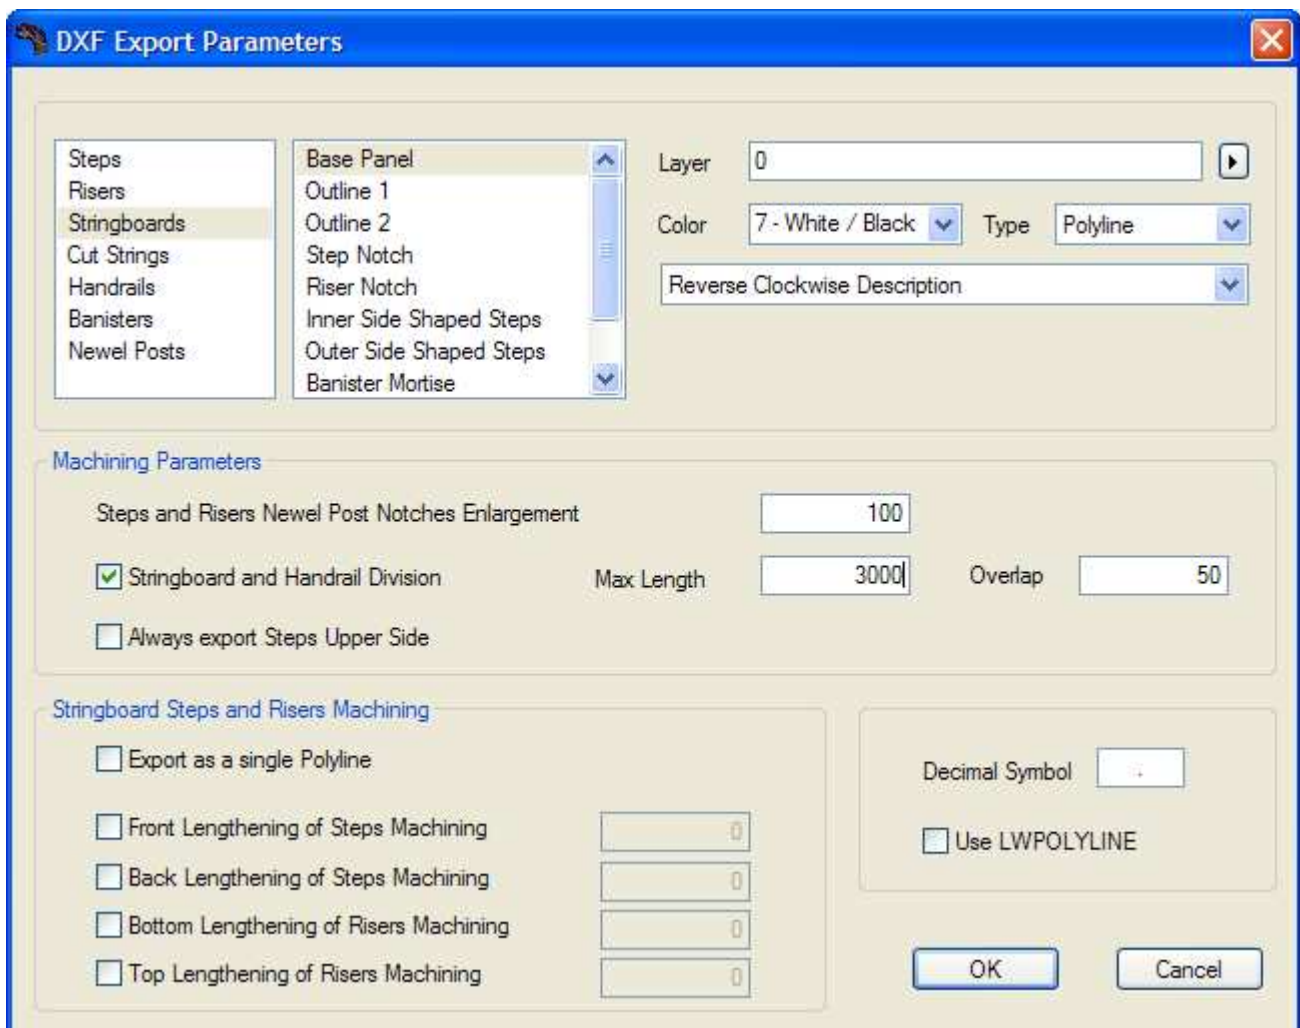 DXF Export Parameters
Steps
Risers
Stringboards
Cut Strings
Handrails
Banisters
Newel Posts
Base Panel
Outline 1
Outline 2
Step Notch
Riser Notch
Inner Side Shaped Steps
Outer Side Shaped Steps
Banister Mortise
Layer 0
Color 7 - White / Black Type Polyline
Reverse Clockwise Description
Machining Parameters
Steps and Risers Newel Post Notches Enlargement 100
Stringboard and Handrail Division Max Length 3000 Overlap 50
Always export Steps Upper Side
Stringboard Steps and Risers Machining
Export as a single Polyline
Front Lengthening of Steps Machining 0
Back Lengthening of Steps Machining 0
Bottom Lengthening of Risers Machining 0
Top Lengthening of Risers Machining 0
Decimal Symbol .
Use LWPOLYLINE
OK Cancel